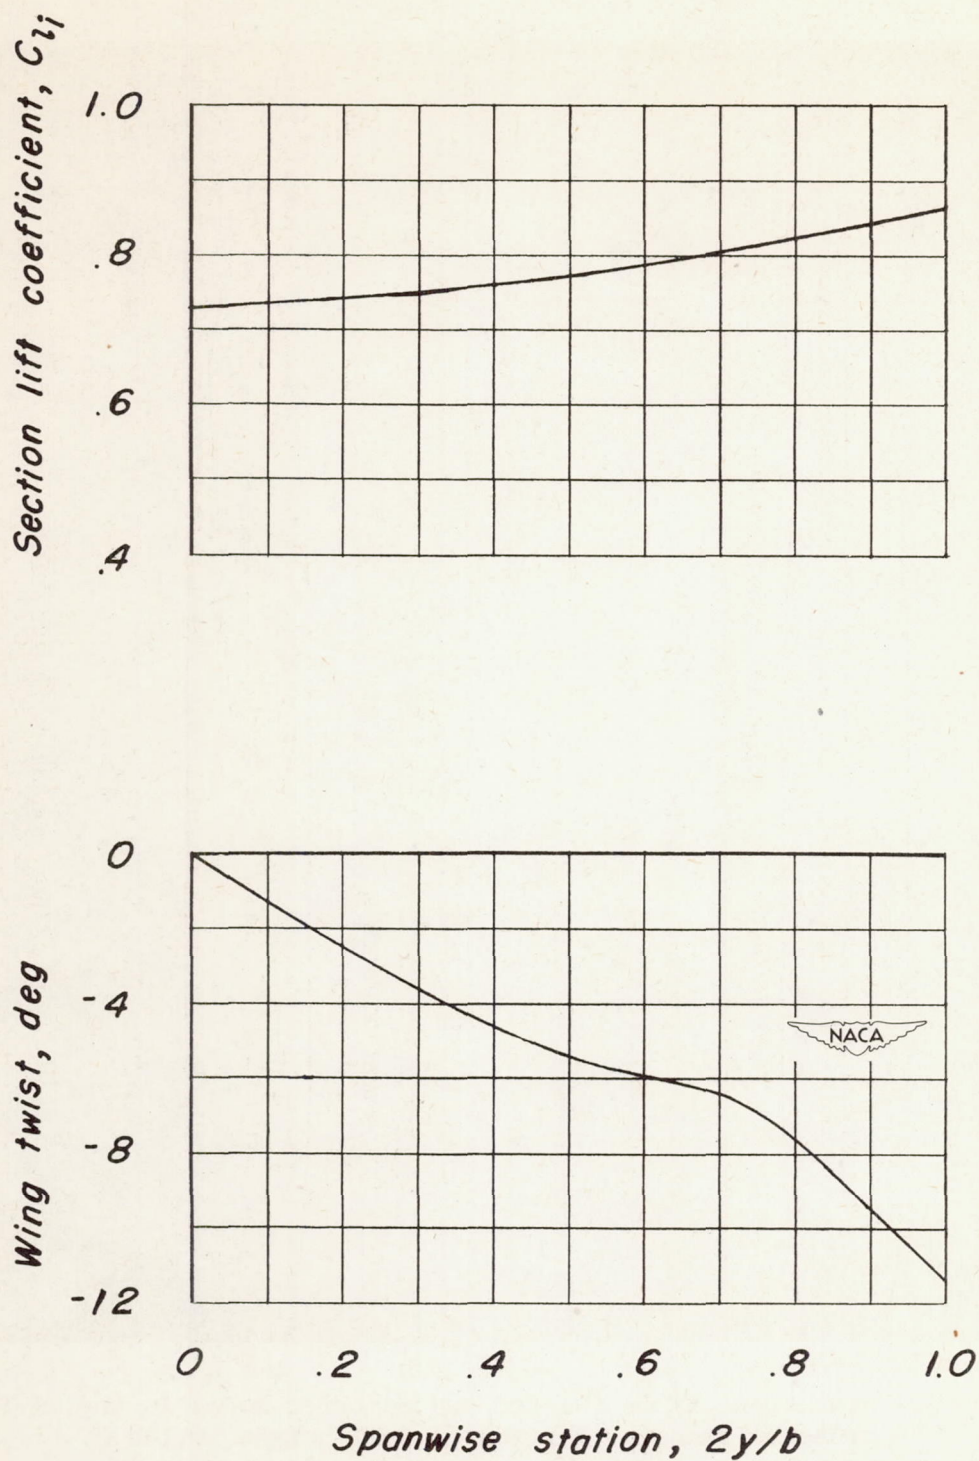 Section lift coefficient, Cli
1.0
.8
.6
.4
Wing twist, deg
0
-4
-8
-12
NACA
0 .2 .4 .6 .8 1.0
Spanwise station, 2y/b